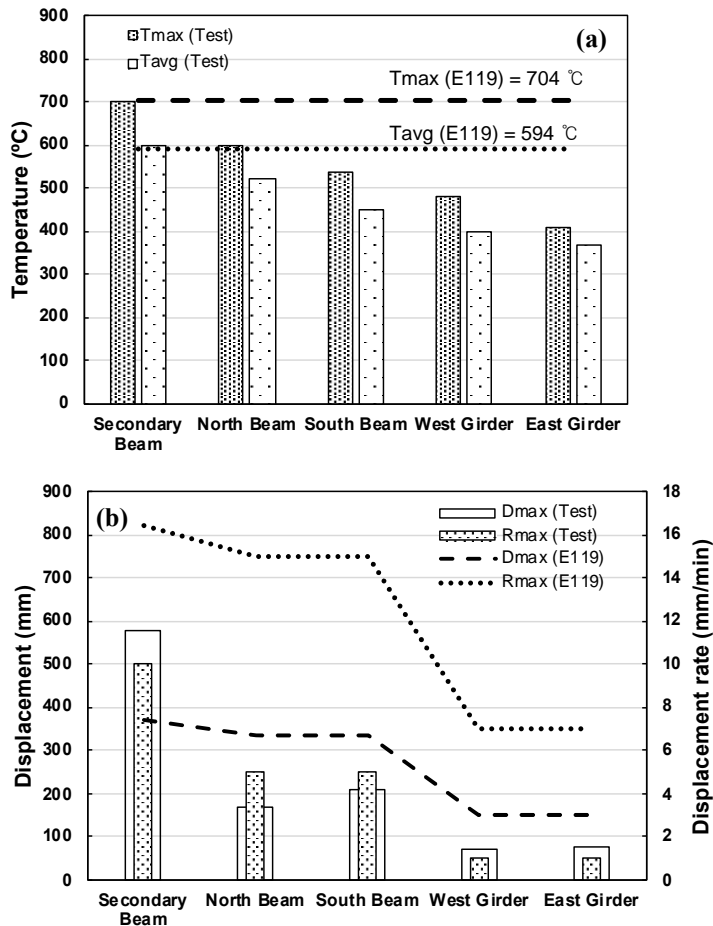 (a)
Tmax (Test)
Tavg (Test)
Tmax (E119) = 704 ℃
Tavg (E119) = 594 ℃
Temperature (ºC)
900
800
700
600
500
400
300
200
100
0
Secondary Beam
North Beam
South Beam
West Girder
East Girder
(b)
Dmax (Test)
Rmax (Test)
Dmax (E119)
Rmax (E119)
Displacement (mm)
900
800
700
600
500
400
300
200
100
0
Displacement rate (mm/min)
18
16
14
12
10
8
6
4
2
0
Secondary Beam
North Beam
South Beam
West Girder
East Girder